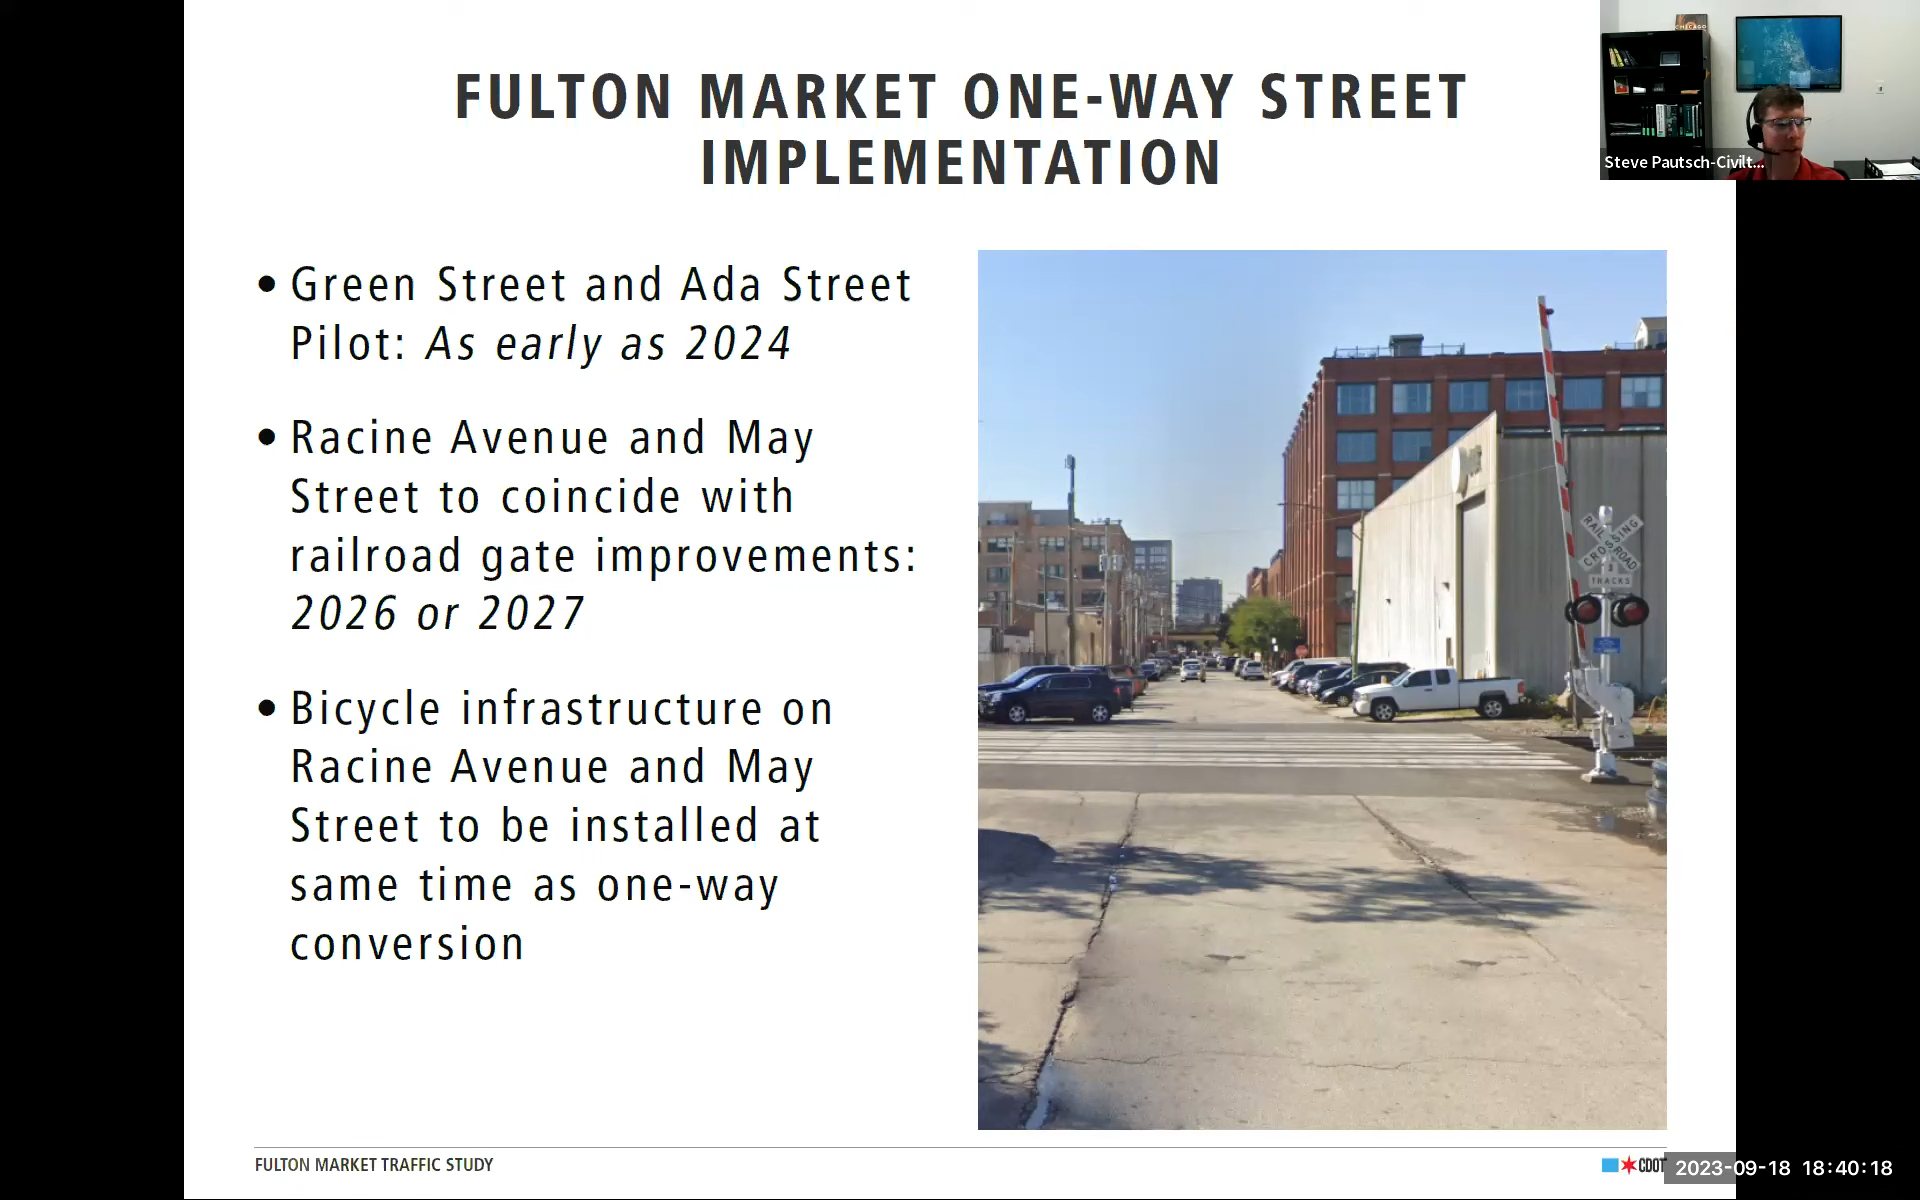 FULTON MARKET ONE-WAY STREET
IMPLEMENTATION
Steve Pautsch-Civilt...
• Green Street and Ada Street
Pilot: As early as 2024
• Racine Avenue and May
Street to coincide with
railroad gate improvements:
2026 or 2027
• Bicycle infrastructure on
Racine Avenue and May
Street to be installed at
same time as one-way
conversion
RAILROAD
CROSSING
3
TRACKS
CHICAGO
FULTON MARKET TRAFFIC STUDY
CDOT
2023-09-18 18:40:18